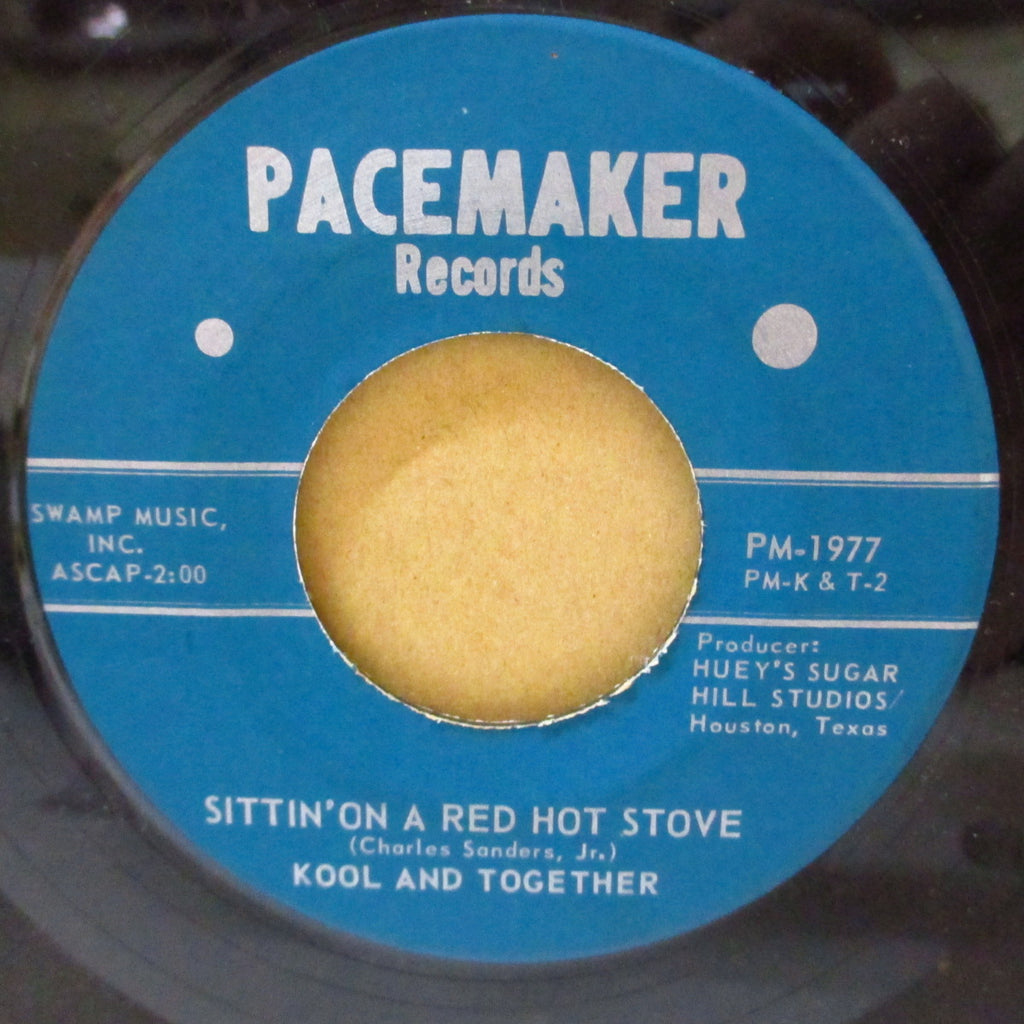 PACEMAKER
Records
SWAMP MUSIC,
INC.
ASCAP-2:00
PM-1977
PM-K & T-2
Producer:
HUEY'S SUGAR
HILL STUDIOS/
Houston, Texas
SITTIN' ON A RED HOT STOVE
(Charles Sanders, Jr.)
KOOL AND TOGETHER